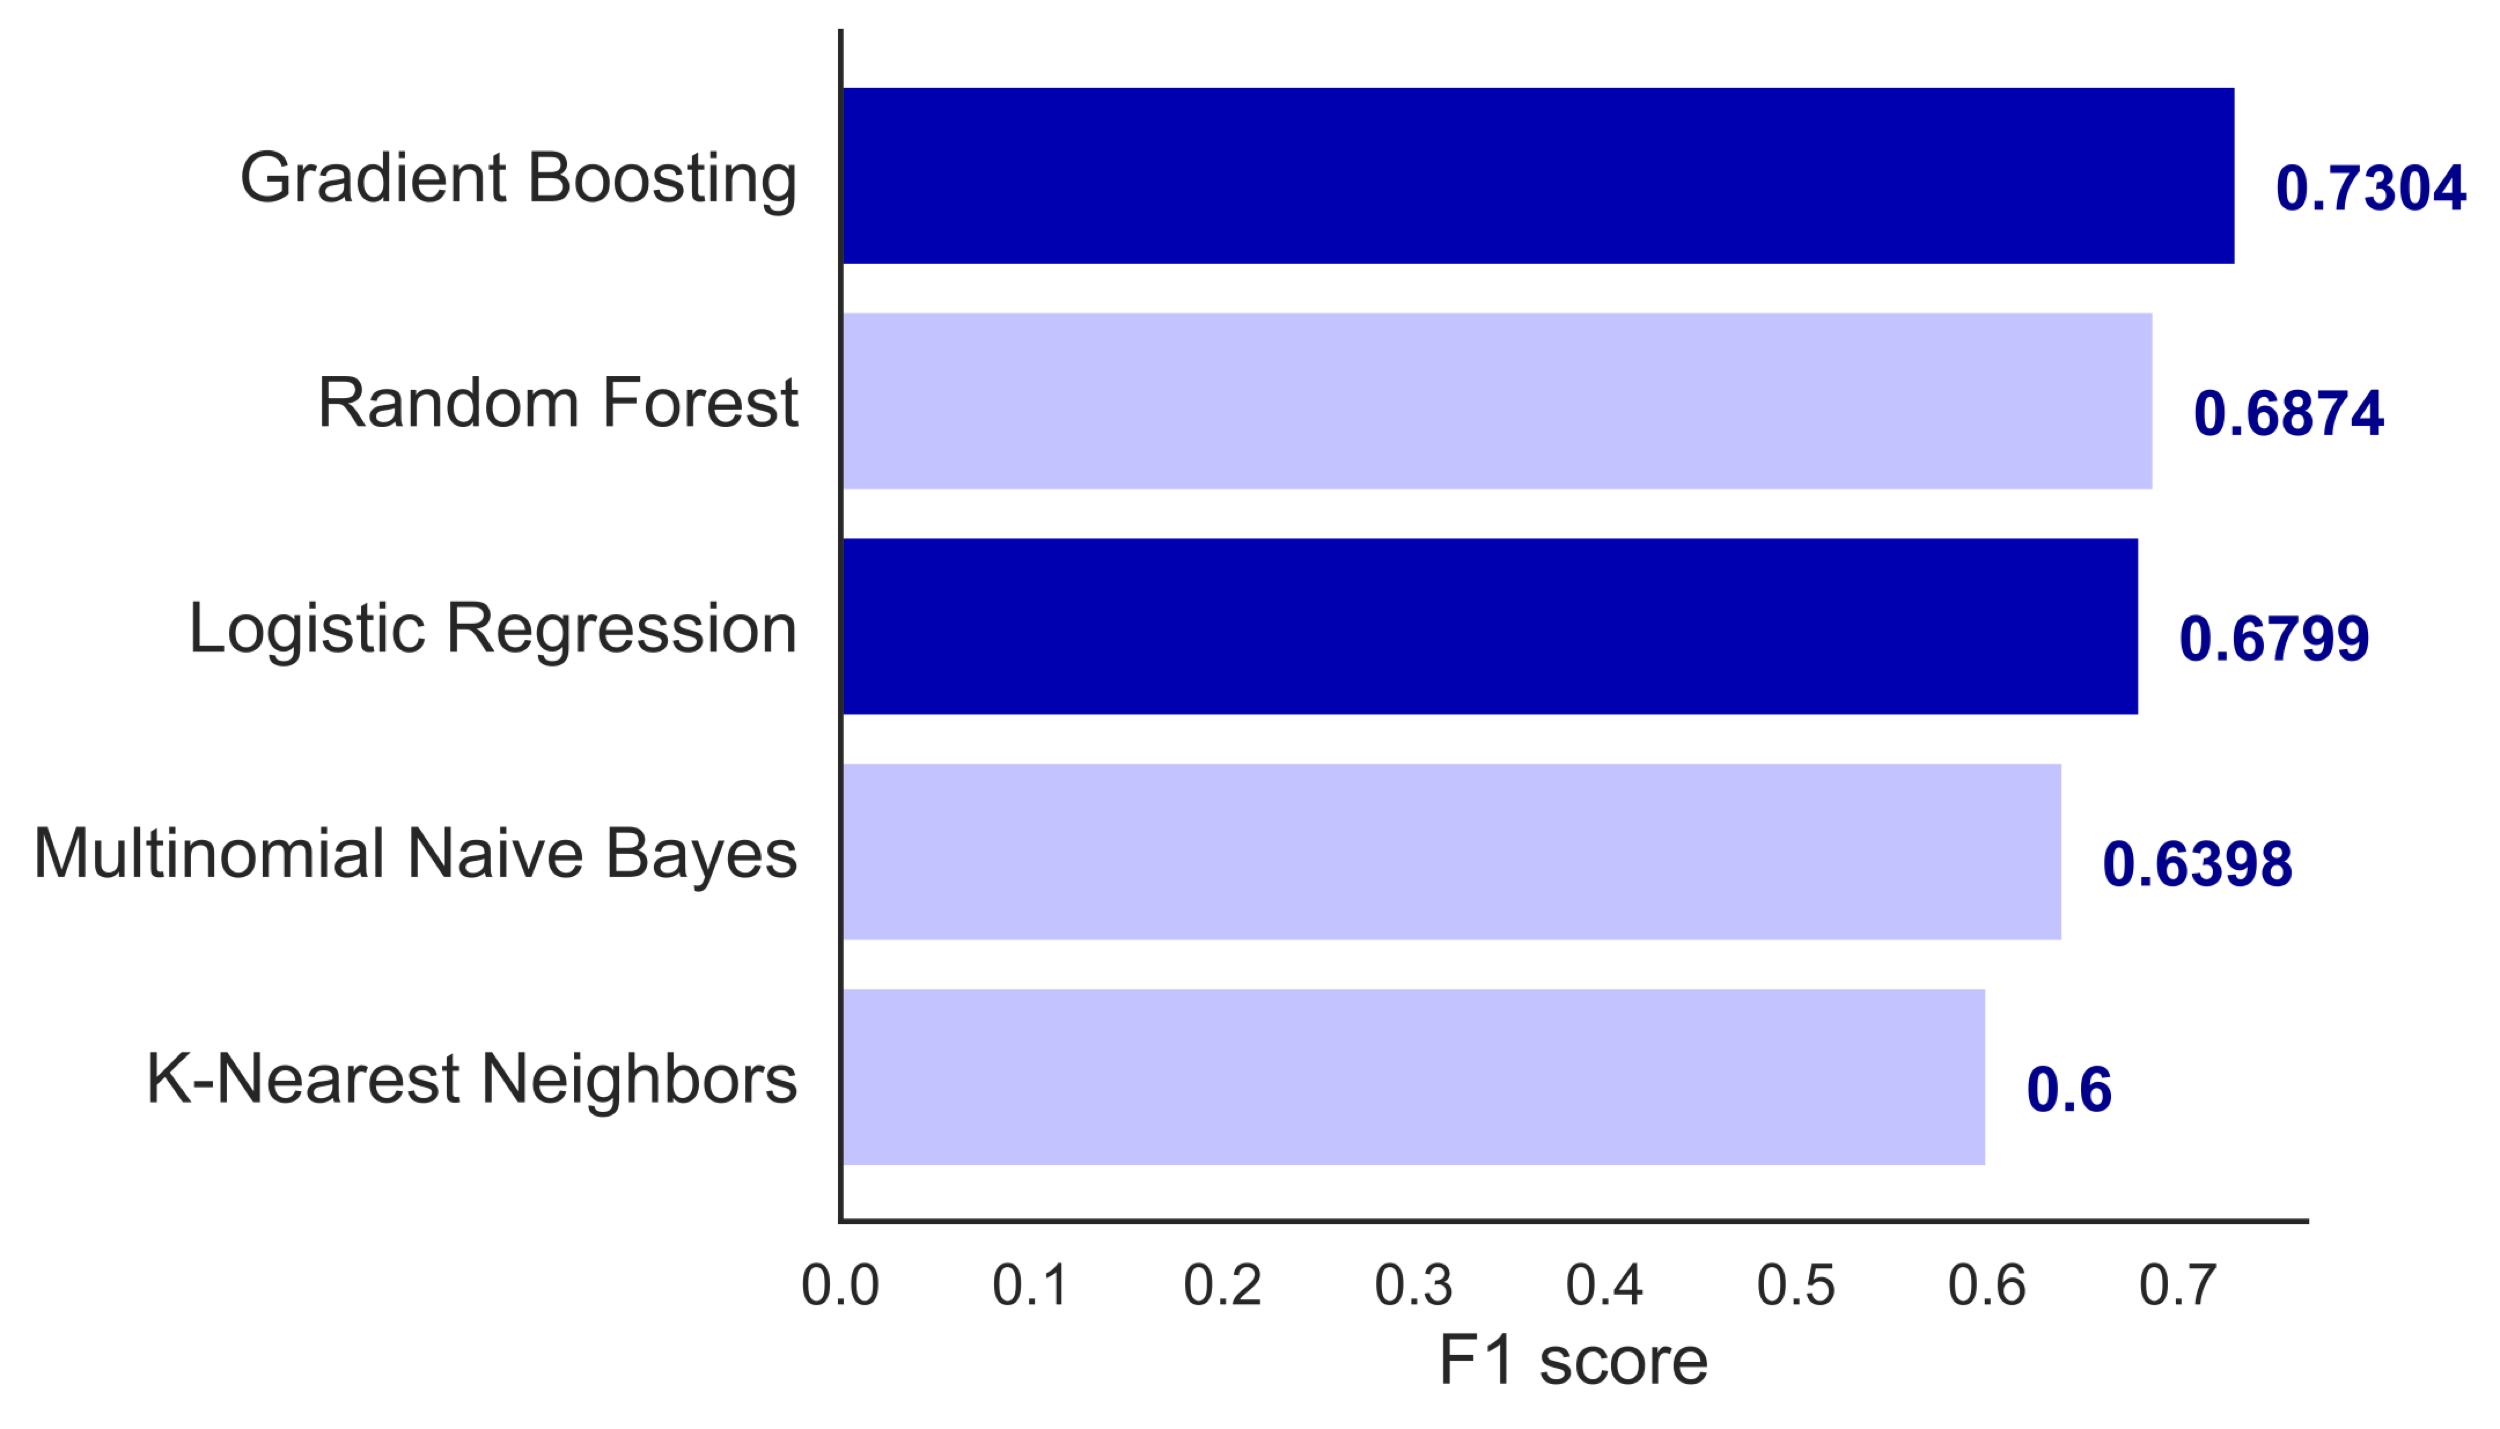 Gradient Boosting 0.7304
Random Forest 0.6874
Logistic Regression 0.6799
Multinomial Naive Bayes 0.6398
K-Nearest Neighbors 0.6
0.0 0.1 0.2 0.3 0.4 0.5 0.6 0.7
F1 score